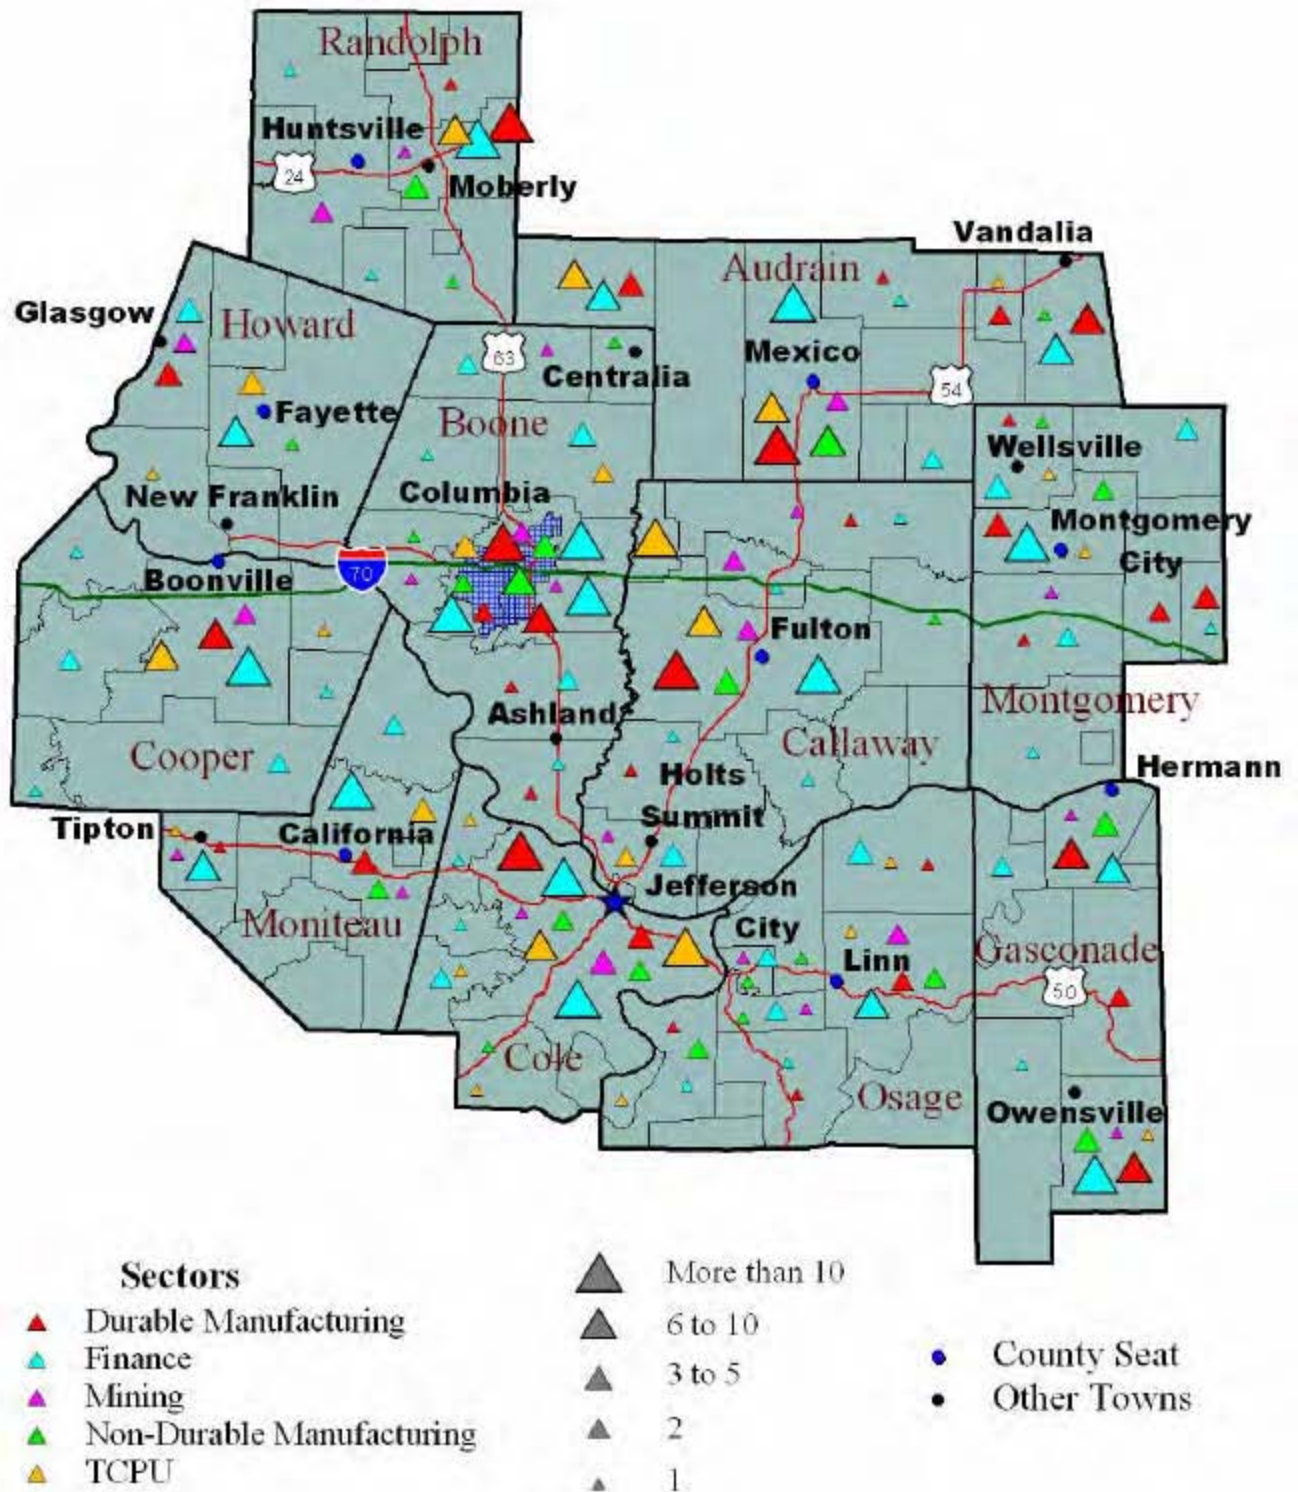 Randolph
Huntsville
24
Moberly
Vandalia
Audrain
Glasgow
Howard
63
Mexico
Centralia
54
Fayette
Boone
Wellsville
New Franklin
Columbia
Montgomery
City
70
Boonville
Fulton
Montgomery
Ashland
Cooper
Callaway
Hermann
Holts
Summit
Tipton
California
Jefferson
City
Moniteau
Linn
Gasconade
50
Cole
Osage
Owensville
Sectors
Durable Manufacturing
Finance
Mining
Non-Durable Manufacturing
TCPU
More than 10
6 to 10
3 to 5
2
1
County Seat
Other Towns